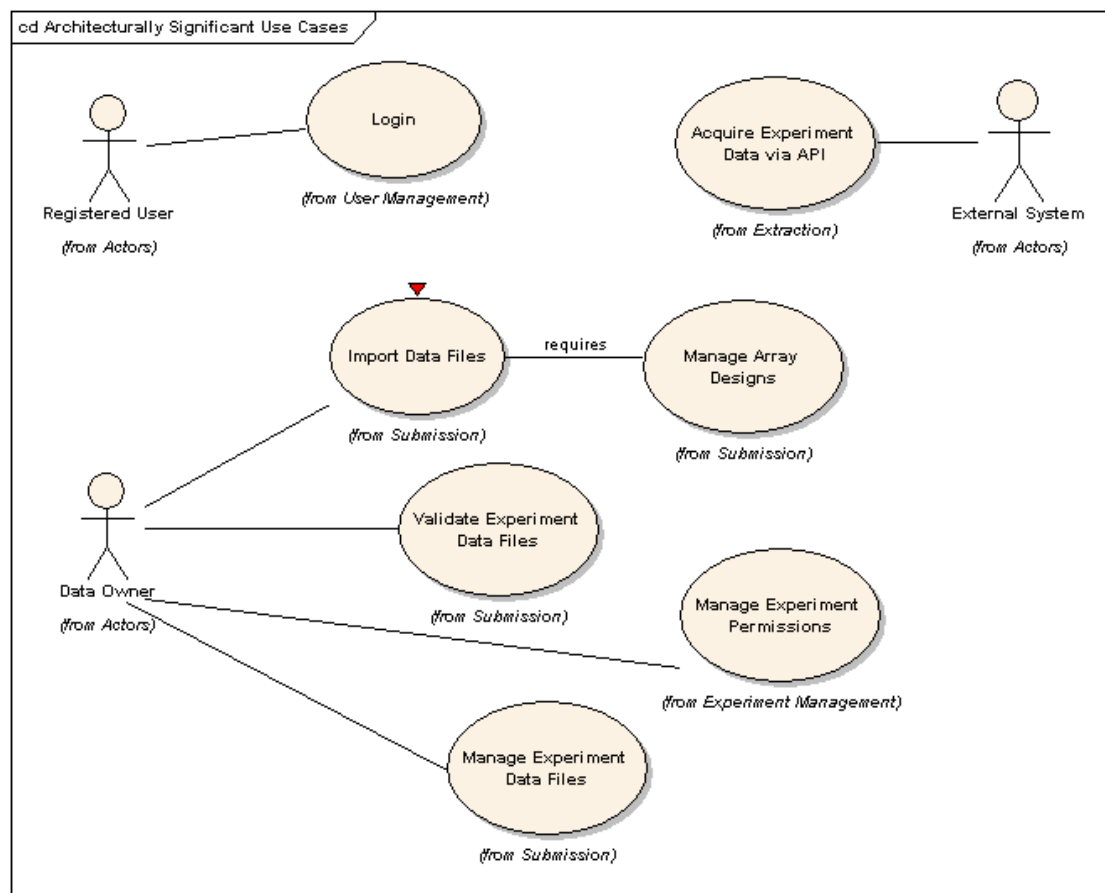 cd Architecturally Significant Use Cases
Login
(from User Management)
Registered User
(from Actors)
Acquire Experiment
Data via API
(from Extraction)
External System
(from Actors)
Import Data Files
(from Submission)
requires
Manage Array
Designs
(from Submission)
Data Owner
(from Actors)
Validate Experiment
Data Files
(from Submission)
Manage Experiment
Permissions
(from Experiment Management)
Manage Experiment
Data Files
(from Submission)